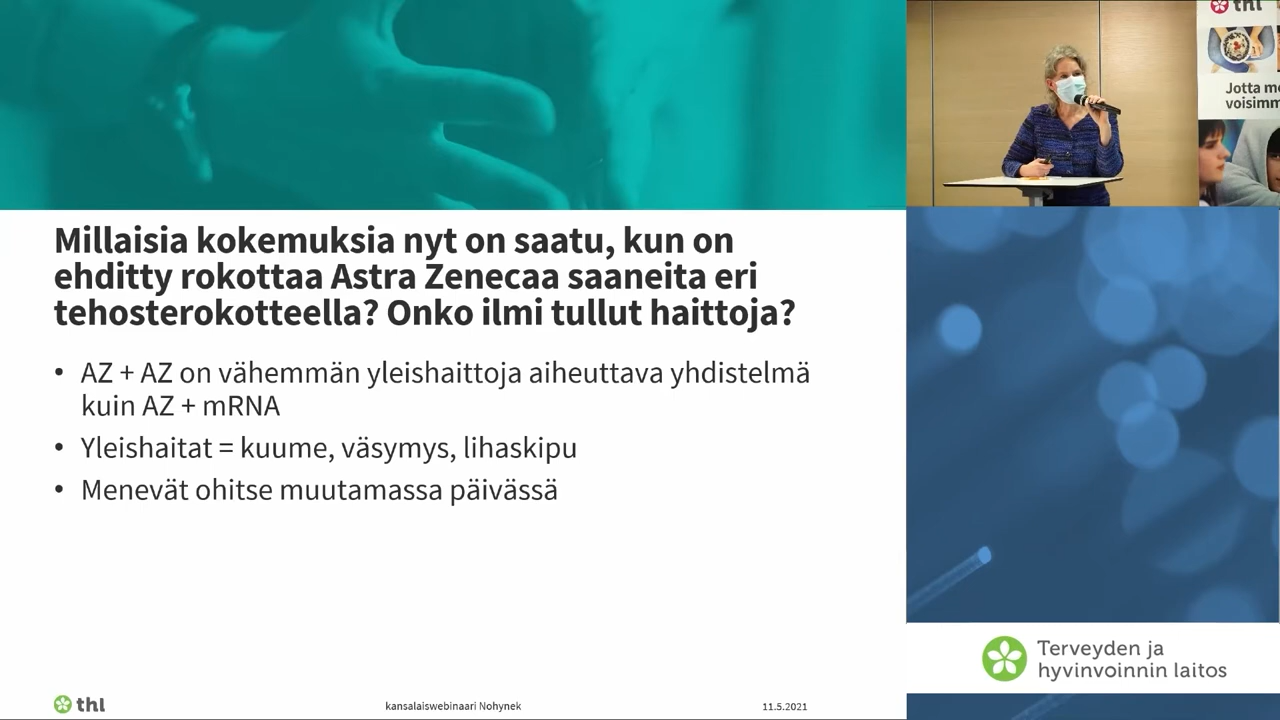 Millaisia kokemuksia nyt on saatu, kun on
ehditty rokottaa Astra Zenecaa saaneita eri
tehosterokotteella? Onko ilmi tullut haittoja?
• AZ + AZ on vähemmän yleishaittoja aiheuttava yhdistelmä
kuin AZ + mRNA
• Yleishaitat = kuume, väsymys, lihaskipu
• Menevät ohitse muutamassa päivässä
thl
kansalaiswebinaari Nohynek
11.5.2021
thl
Jotta
voisimm
Terveyden ja
hyvinvoinnin laitos